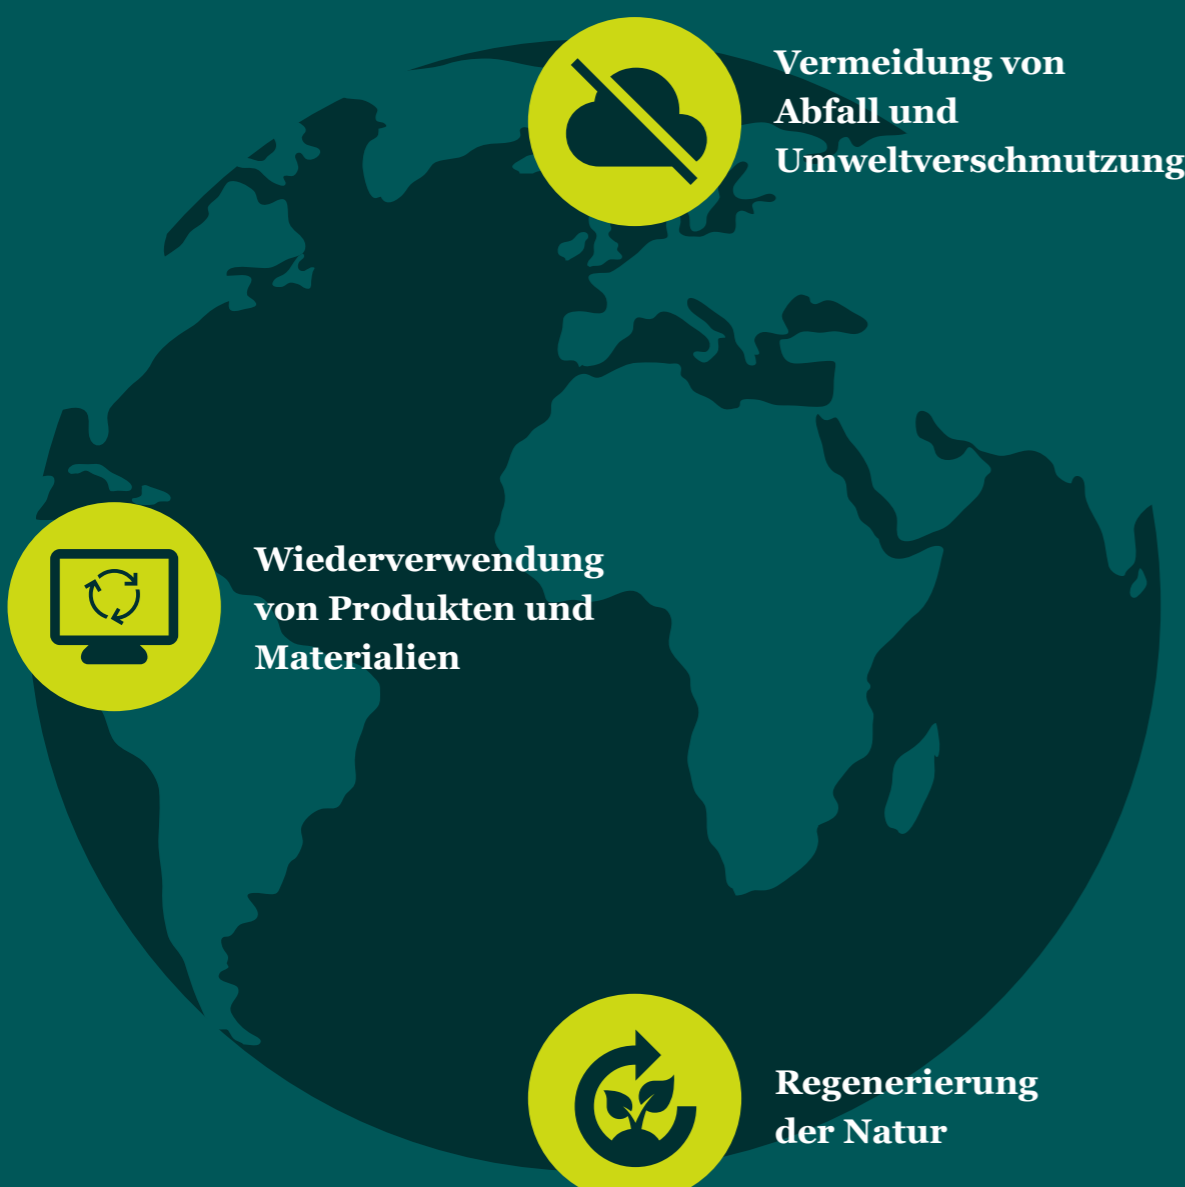 Vermeidung von
Abfall und
Umweltverschmutzung
Wiederverwendung
von Produkten und
Materialien
Regenerierung
der Natur